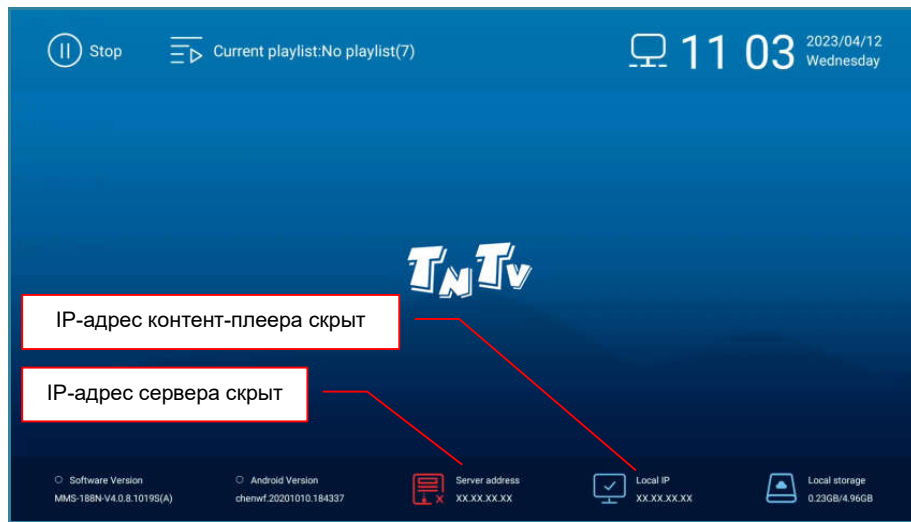 Stop
Current playlist:No playlist(7)
11 03
2023/04/12
Wednesday
TNTV
IP-адрес контент-плеера скрыт
IP-адрес сервера скрыт
Software Version
MMS-188N-V4.0.8.1019S(A)
Android Version
chenwf.20201010.184337
Server address
XX.XX.XX.XX
Local IP
XX.XX.XX.XX
Local storage
0.23GB/4.96GB